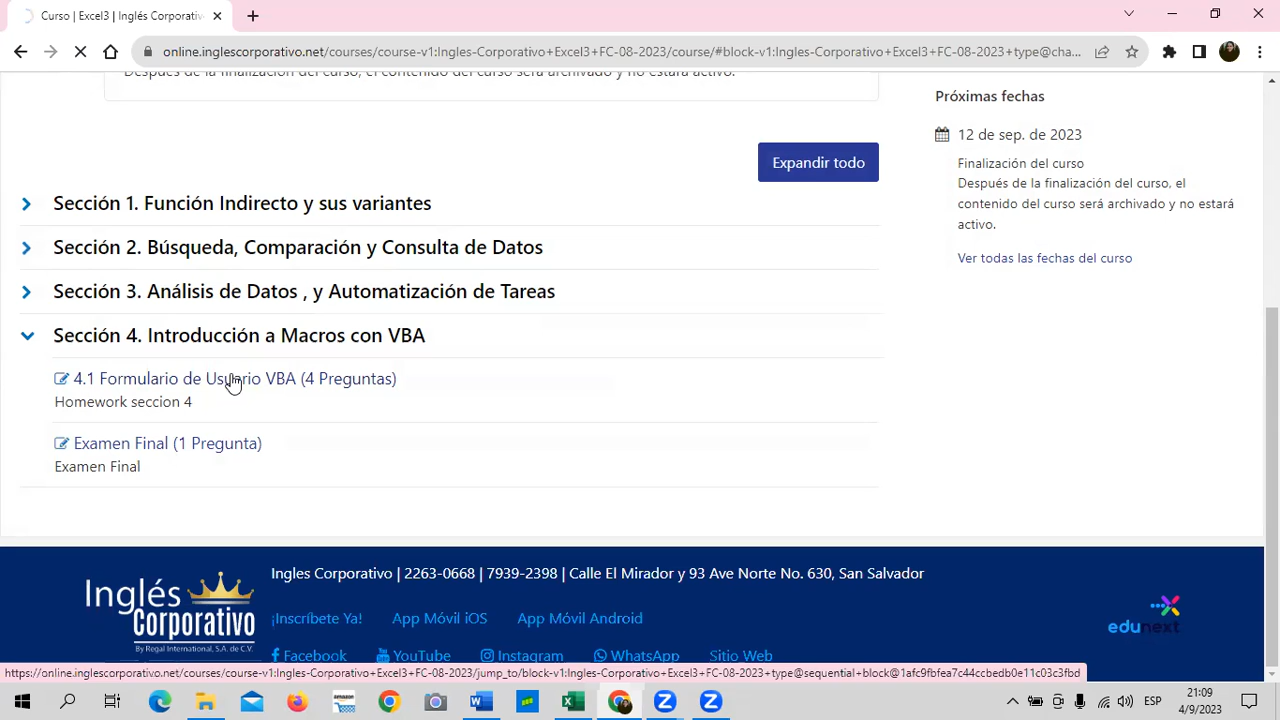 Curso | Excel3 | Inglés Corporativ
online.inglescorporativo.net/courses/course-v1:Ingles-Corporativo+Excel3+FC-08-2023/course/#block-v1:Ingles-Corporativo+Excel3+FC-08-2023+type@cha...
Después de la finalización del curso, el contenido del curso será archivado y no estará activo.
Próximas fechas
12 de sep. de 2023
Finalización del curso
Después de la finalización del curso, el
contenido del curso será archivado y no estará
activo.
Ver todas las fechas del curso
Expandir todo
Sección 1. Función Indirecto y sus variantes
Sección 2. Búsqueda, Comparación y Consulta de Datos
Sección 3. Análisis de Datos , y Automatización de Tareas
Sección 4. Introducción a Macros con VBA
4.1 Formulario de Usuario VBA (4 Preguntas)
Homework seccion 4
Examen Final (1 Pregunta)
Examen Final
Inglés
Corporativo
By Regal International, S.A. de C.V.
Ingles Corporativo | 2263-0668 | 7939-2398 | Calle El Mirador y 93 Ave Norte No. 630, San Salvador
¡Inscríbete Ya! App Móvil iOS App Móvil Android
Facebook YouTube Instagram WhatsApp Sitio Web
edunext
https://online.inglescorporativo.net/courses/course-v1:Ingles-Corporativo+Excel3+FC-08-2023/jump_to/block-v1:Ingles-Corporativo+Excel3+FC-08-2023+type@sequential+block@1afc9fbfea7c44ccbedb0e11c03c3fbd
ESP
21:09
4/9/2023